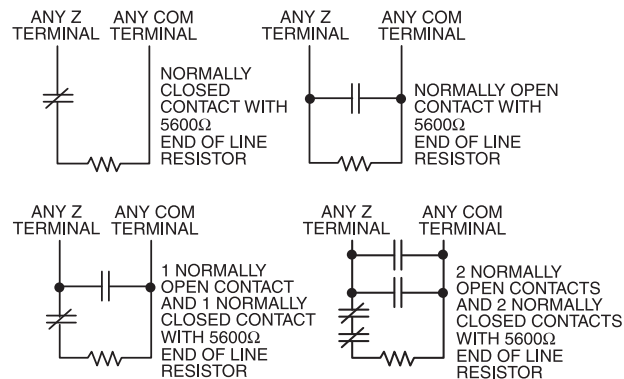 ANY Z
TERMINAL
ANY COM
TERMINAL
NORMALLY
CLOSED
CONTACT WITH
5600Ω
END OF LINE
RESISTOR
ANY Z
TERMINAL
ANY COM
TERMINAL
NORMALLY OPEN
CONTACT WITH
5600Ω
END OF LINE
RESISTOR
ANY Z
TERMINAL
ANY COM
TERMINAL
1 NORMALLY
OPEN CONTACT
AND 1 NORMALLY
CLOSED CONTACT
WITH 5600Ω
END OF LINE
RESISTOR
ANY Z
TERMINAL
ANY COM
TERMINAL
2 NORMALLY
OPEN CONTACTS
AND 2 NORMALLY
CLOSED CONTACTS
WITH 5600Ω
END OF LINE
RESISTOR